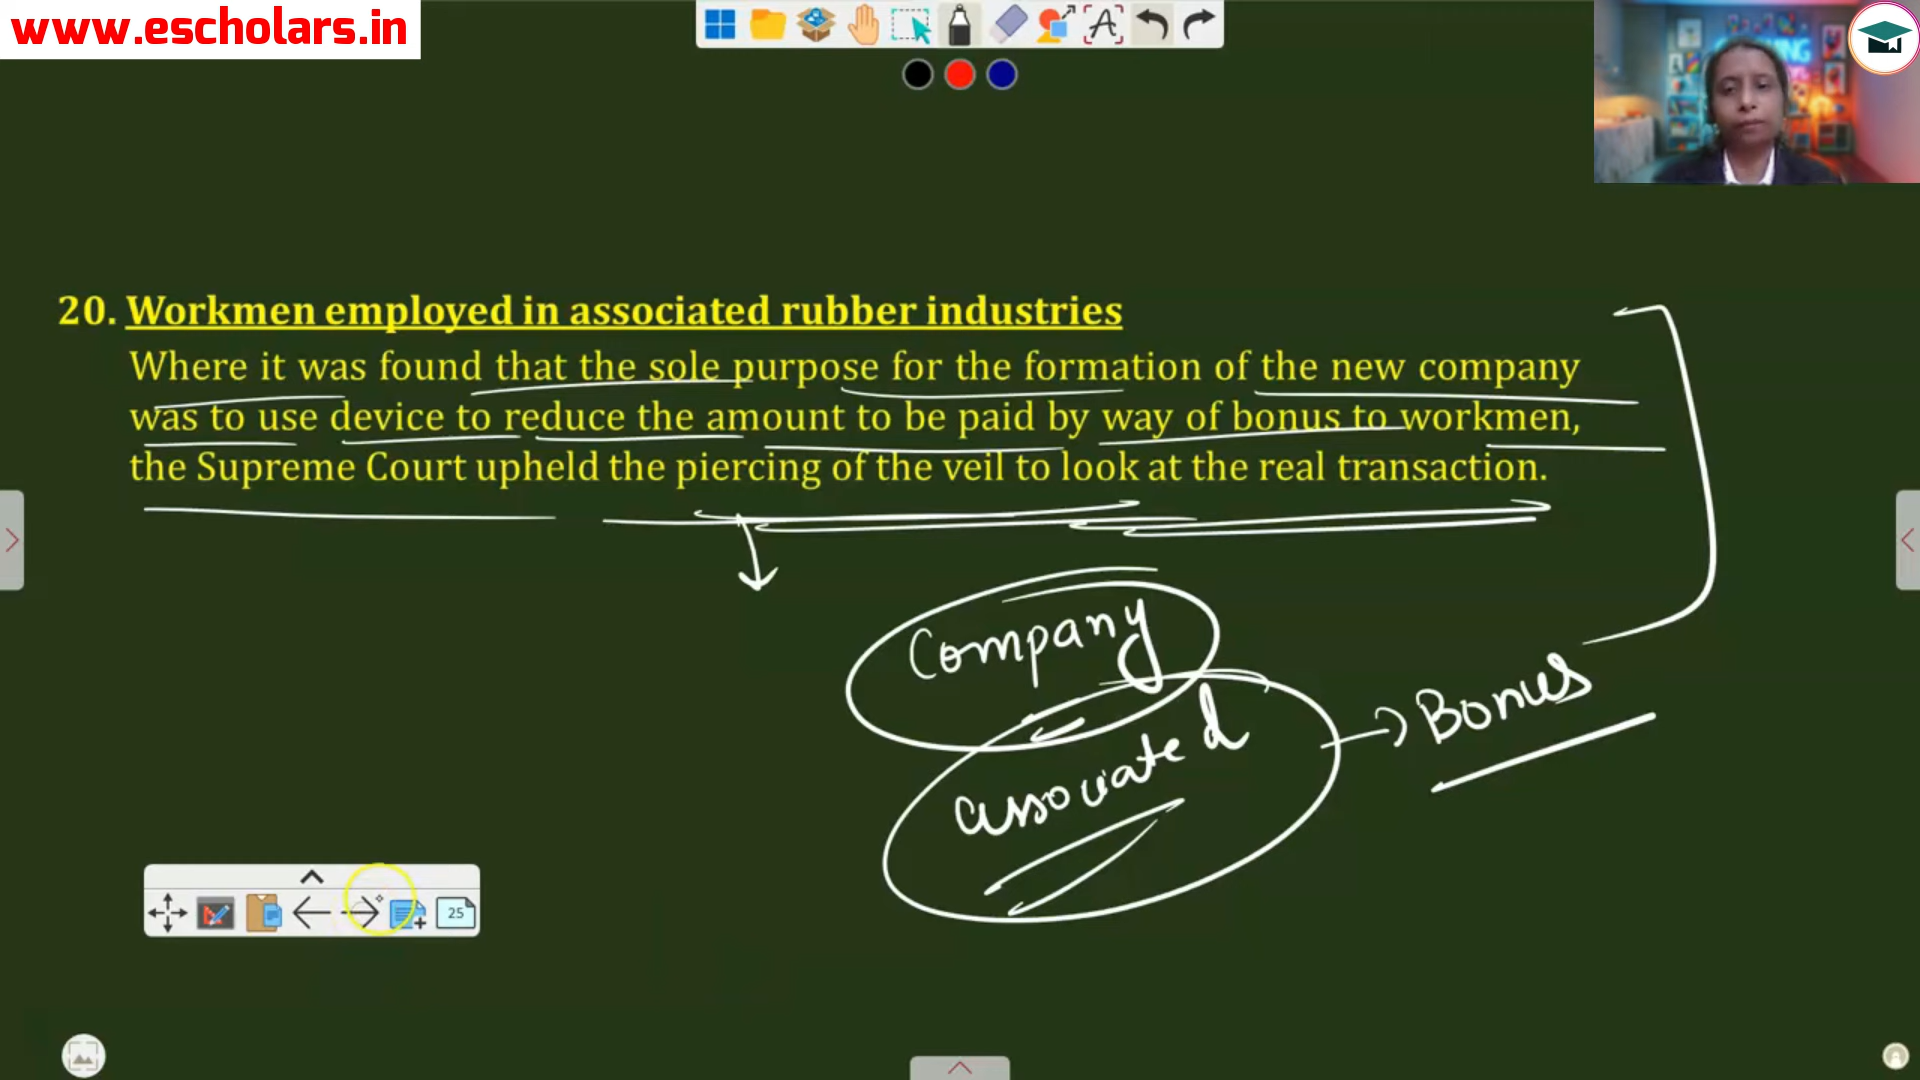 www.escholars.in
20. Workmen employed in associated rubber industries
Where it was found that the sole purpose for the formation of the new company
was to use device to reduce the amount to be paid by way of bonus to workmen,
the Supreme Court upheld the piercing of the veil to look at the real transaction.
Company
associated
Bonus
25